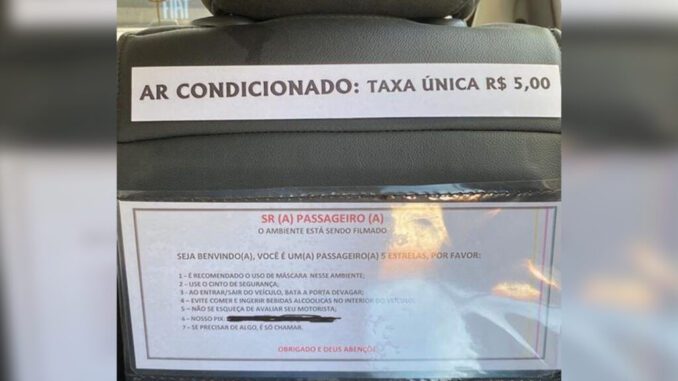 FIAT
AR CONDICIONADO: TAXA ÚNICA R$ 5,00
SR (A) PASSAGEIRO (A)
O AMBIENTE ESTÁ SENDO FILMADO
SEJA BENVINDO(A), VOCÊ É UM(A) PASSAGEIRO(A) 5 ESTRELAS, POR FAVOR:
1 - É RECOMENDADO O USO DE MÁSCARA NESSE AMBIENTE;
2 - USE O CINTO DE SEGURANÇA;
3 - AO ENTRAR/SAIR DO VEÍCULO, BATA A PORTA DEVAGAR;
4 - EVITE COMER E INGERIR BEBIDAS ALCOOLICAS NO INTERIOR DO VEÍCULO;
5 - NÃO SE ESQUEÇA DE AVALIAR SEU MOTORISTA;
6 - NOSSO PIX:
7 - SE PRECISAR DE ALGO, É SÓ CHAMAR.
OBRIGADO E DEUS ABENÇOE